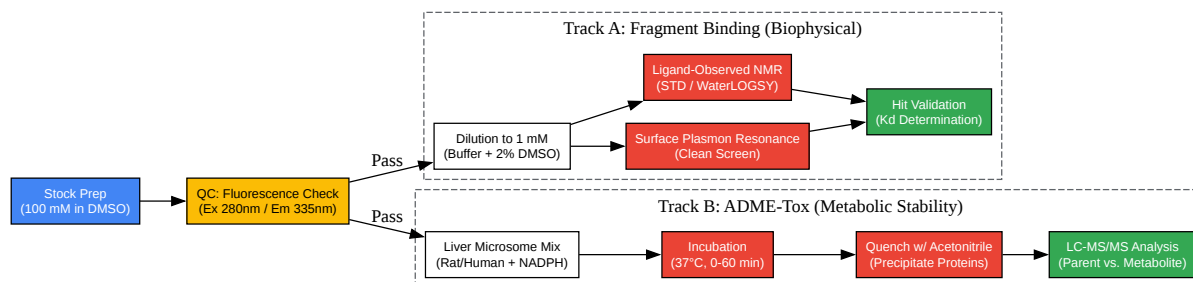 Track A: Fragment Binding (Biophysical)
Ligand-Observed NMR
(STD / WaterLOGSY)
Hit Validation
(Kd Determination)
Dilution to 1 mM
(Buffer + 2% DMSO)
Surface Plasmon Resonance
(Clean Screen)
Pass
Stock Prep
(100 mM in DMSO)
QC: Fluorescence Check
(Ex 280nm / Em 335nm)
Pass
Track B: ADME-Tox (Metabolic Stability)
Liver Microsome Mix
(Rat/Human + NADPH)
Incubation
(37°C, 0-60 min)
Quench w/ Acetonitrile
(Precipitate Proteins)
LC-MS/MS Analysis
(Parent vs. Metabolite)